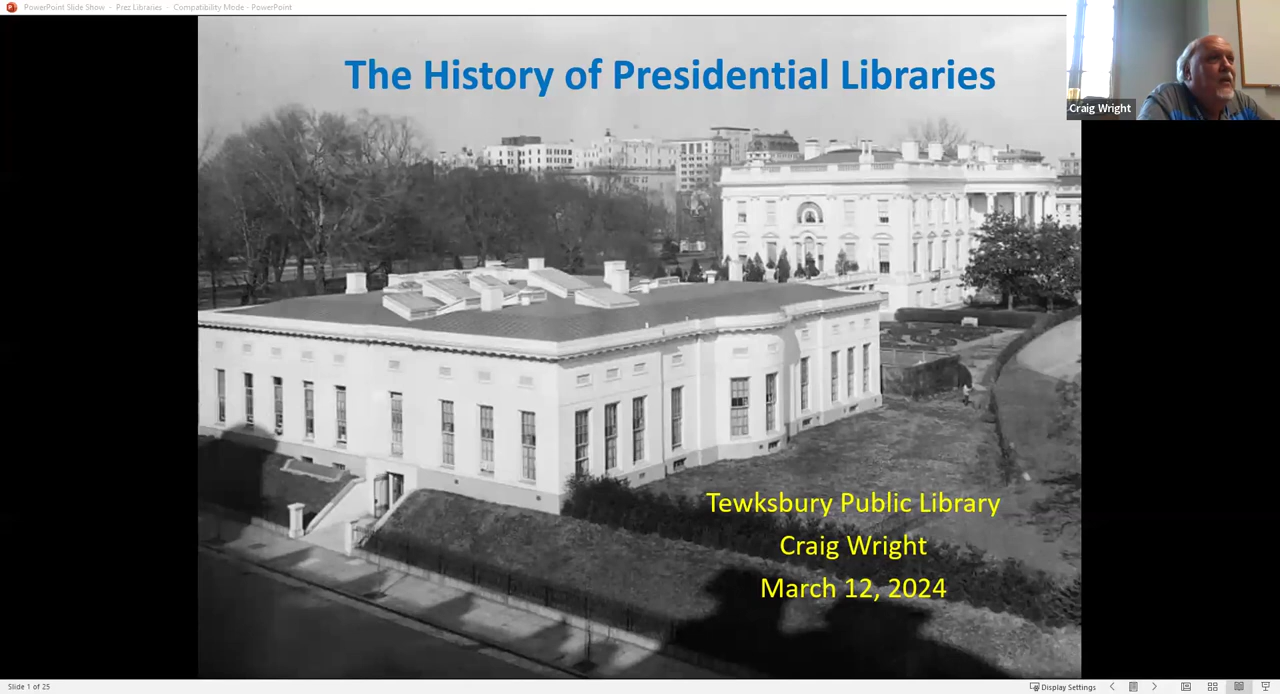 PowerPoint Slide Show - Prez Libraries - Compatibility Mode - PowerPoint
The History of Presidential Libraries
Craig Wright
Tewksbury Public Library
Craig Wright
March 12, 2024
Slide 1 of 25
Display Settings